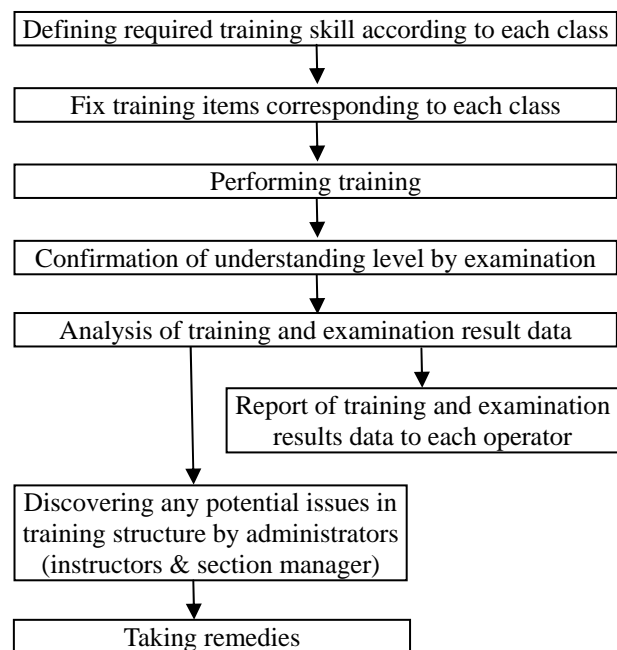 Defining required training skill according to each class
Fix training items corresponding to each class
Performing training
Confirmation of understanding level by examination
Analysis of training and examination result data
Report of training and examination
results data to each operator
Discovering any potential issues in
training structure by administrators
(instructors & section manager)
Taking remedies